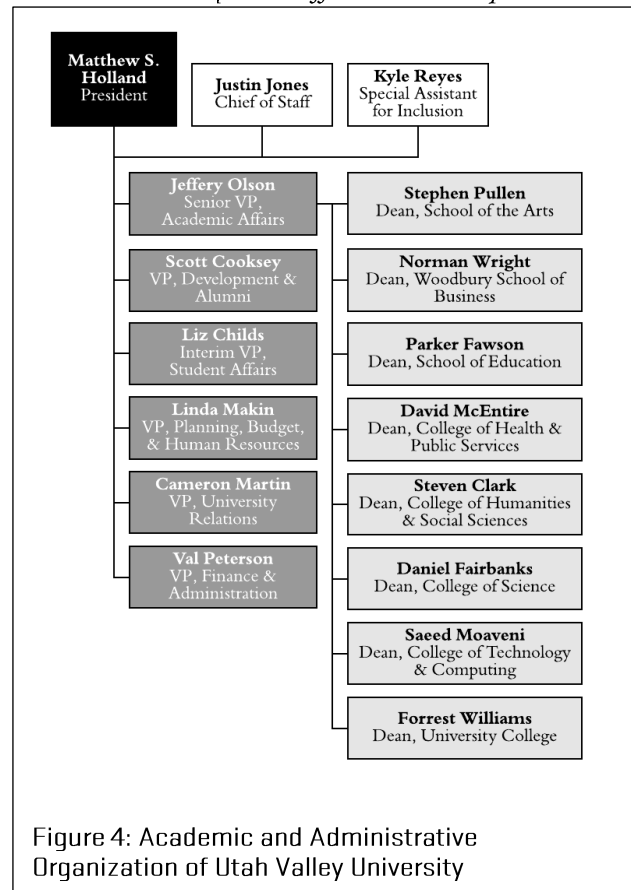 Matthew S.
Holland
President
Justin Jones
Chief of Staff
Kyle Reyes
Special Assistant
for Inclusion
Jeffery Olson
Senior VP,
Academic Affairs
Scott Cooksey
VP, Development &
Alumni
Liz Childs
Interim VP,
Student Affairs
Linda Makin
VP, Planning, Budget,
& Human Resources
Cameron Martin
VP, University
Relations
Val Peterson
VP, Finance &
Administration
Stephen Pullen
Dean, School of the Arts
Norman Wright
Dean, Woodbury School of
Business
Parker Fawson
Dean, School of Education
David McEntire
Dean, College of Health &
Public Services
Steven Clark
Dean, College of Humanities
& Social Sciences
Daniel Fairbanks
Dean, College of Science
Saeed Moaveni
Dean, College of Technology
& Computing
Forrest Williams
Dean, University College
Figure 4: Academic and Administrative
Organization of Utah Valley University